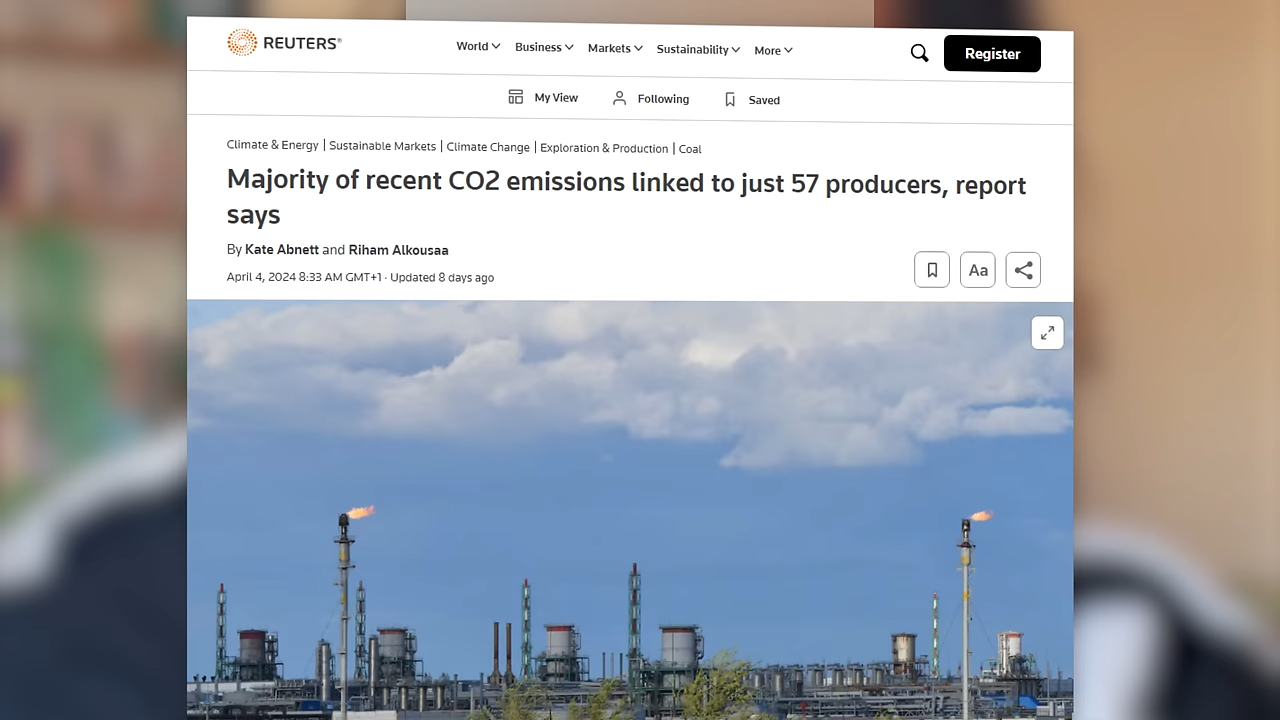 REUTERS®
World Business Markets Sustainability More
Register
My View Following Saved
Climate & Energy | Sustainable Markets | Climate Change | Exploration & Production | Coal
Majority of recent CO2 emissions linked to just 57 producers, report
says
By Kate Abnett and Riham Alkousaa
April 4, 2024 8:33 AM GMT+1 · Updated 8 days ago
Aa